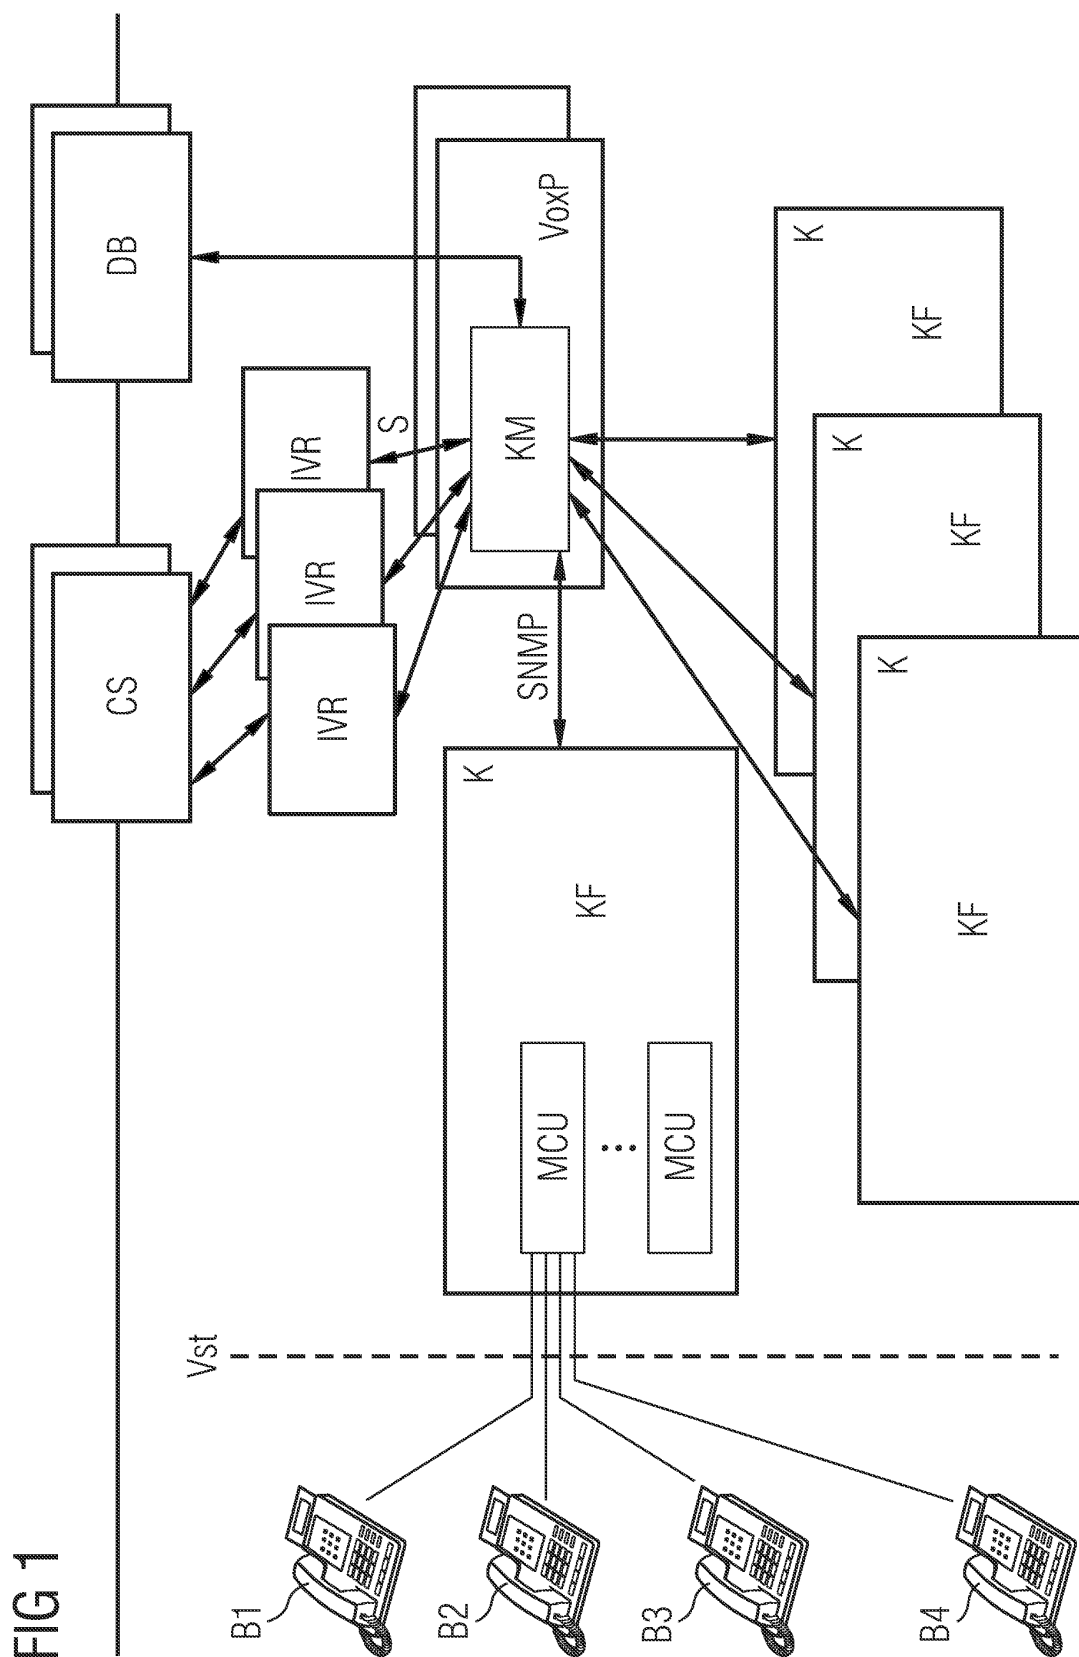 FIG 1
CS
DB
IVR
IVR
IVR
S
VoxP
KM
SNMP
K
KF
MCU
...
MCU
K
KF
K
KF
K
KF
Vst
B1
B2
B3
B4